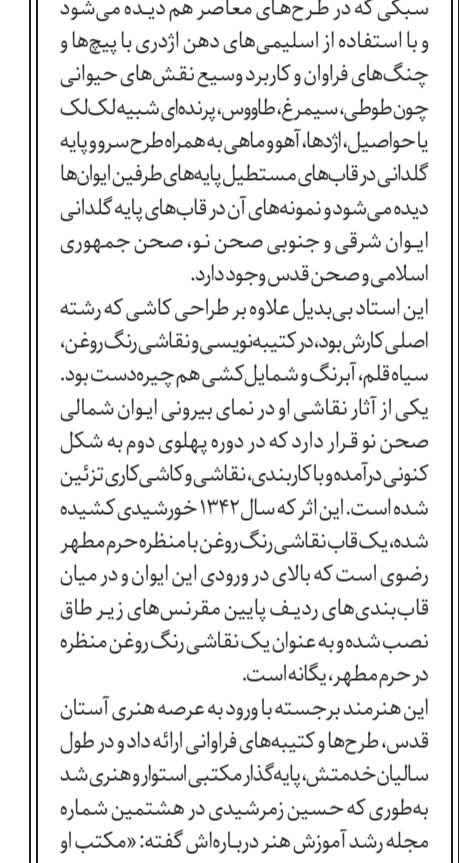 سبکی که در طرح‌های معاصر هم دیده می‌شود
و با استفاده از اسلیمی‌های دهن اژدری با پیچ‌ها و
چنگ‌های فراوان و کاربرد وسیع نقش‌های حیوانی
چون طوطی، سیمرغ، طاووس، پرنده‌ای شبیه لک‌لک
یا حواصیل، اژدها، آهو و ماهی به همراه طرح سرو و پایه
گلدانی در قاب‌های مستطیل پایه‌های طرفین ایوان‌ها
دیده می‌شود و نمونه‌های آن در قاب‌های پایه گلدانی
ایوان شرقی و جنوبی صحن نو، صحن جمهوری
اسلامی و صحن قدس وجود دارد.
این استاد بی‌بدیل علاوه بر طراحی کاشی که رشته
اصلی کارش بود، در کتیبه‌نویسی و نقاشی رنگ روغن،
سیاه قلم، آبرنگ و شمایل‌کشی هم چیره‌دست بود.
یکی از آثار نقاشی او در نمای بیرونی ایوان شمالی
صحن نو قرار دارد که در دوره پهلوی دوم به شکل
کنونی درآمده و با کاربندی، نقاشی و کاشی‌کاری تزئین
شده است. این اثر که سال ۱۳۴۲ خورشیدی کشیده
شده، یک قاب نقاشی رنگ روغن با منظره حرم مطهر
رضوی است که بالای در ورودی این ایوان و در میان
قاب‌بندی‌های ردیف پایین مقرنس‌های زیر طاق
نصب شده و به عنوان یک نقاشی رنگ روغن منظره
در حرم مطهر، یگانه است.
این هنرمند برجسته با ورود به عرصه هنری آستان
قدس، طرح‌ها و کتیبه‌های فراوانی ارائه داد و در طول
سالیان خدمتش، پایه‌گذار مکتبی استوار و هنری شد
به‌طوری که حسین زمرشیدی در هشتمین شماره
مجله رشد آموزش هنر درباره‌اش گفته: «مکتب او